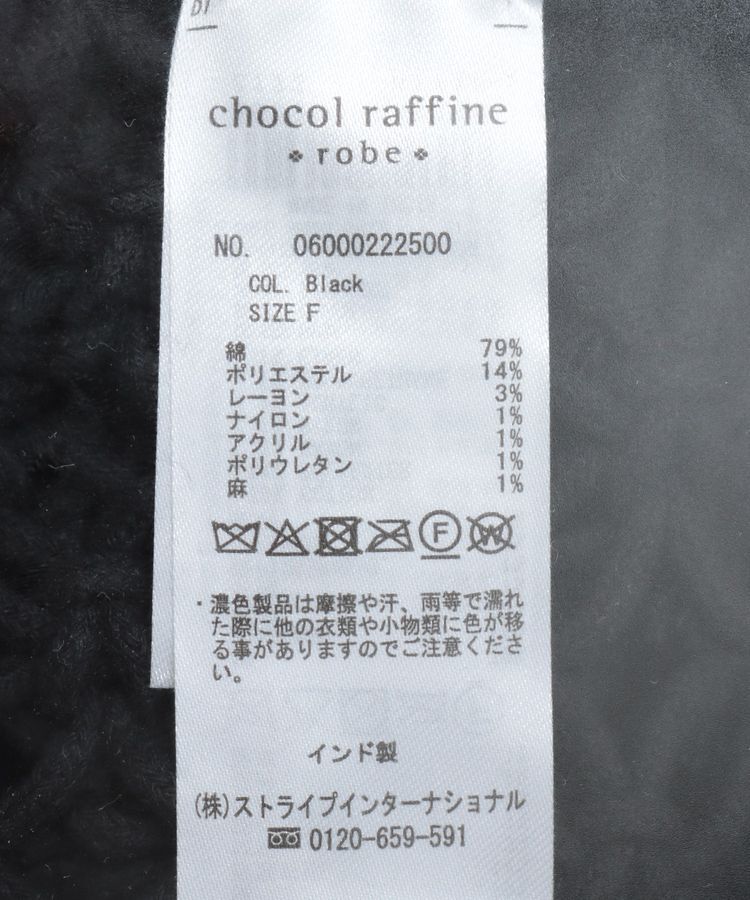 chocol raffine
robe
NO. 06000222500
COL. Black
SIZE F
綿 79%
ポリエステル 14%
レーヨン 3%
ナイロン 1%
アクリル 1%
ポリウレタン 1%
麻 1%
F W
・濃色製品は摩擦や汗、雨等で濡れ
た際に他の衣類や小物類に色が移
る事がありますのでご注意くださ
い。
インド製
(株)ストライプインターナショナル
0120-659-591